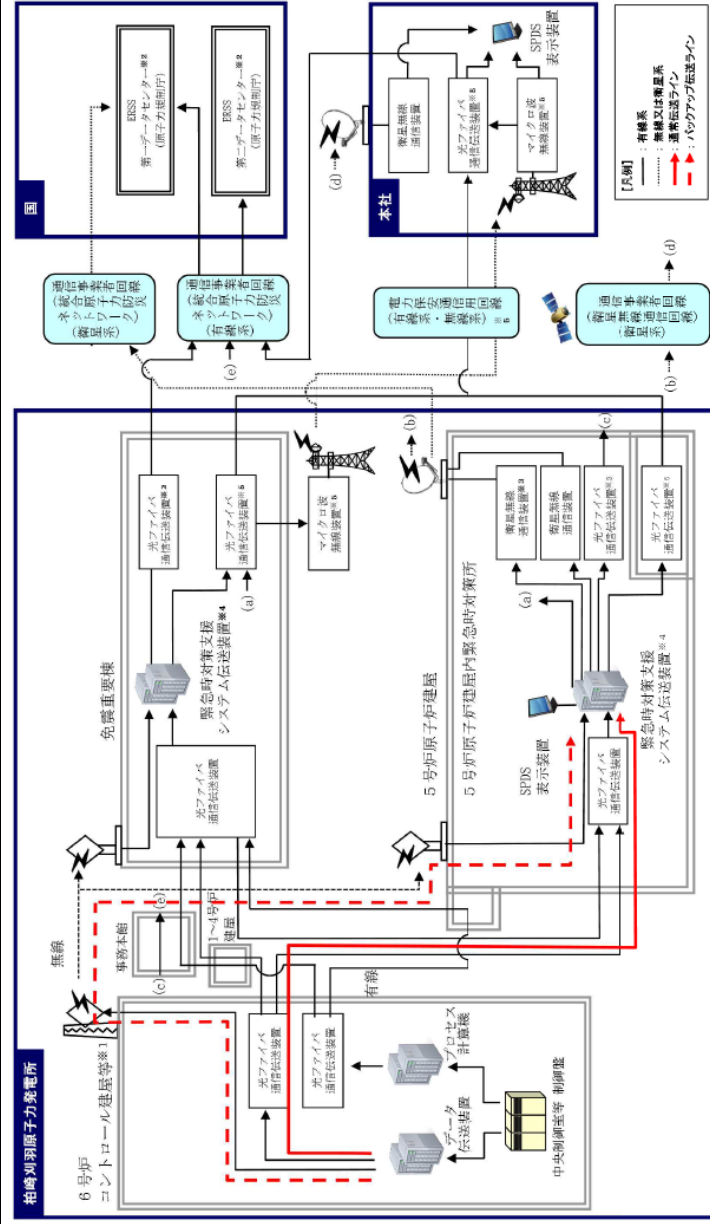 柏崎刈羽原子力発電所
6号炉
コントロール建屋等※1
無線
事務本館
(c)
(e)
1～4号炉
建屋
有線
光ファイバ
通信伝送装置
光ファイバ
通信伝送装置
データ
伝送装置
プロセス
計算機
中央制御室等 制御盤
免震重要棟
光ファイバ
通信伝送装置
緊急時対策支援
システム伝送装置※4
光ファイバ
通信伝送装置※3
光ファイバ
通信伝送装置※5
(a)
マイクロ波
無線装置※5
5号炉原子炉建屋
5号炉原子炉建屋内緊急時対策所
SPDS
表示装置
光ファイバ
通信伝送装置
緊急時対策支援
システム伝送装置※4
(a)
(b)
衛星無線
通信装置※3
衛星無線
通信装置
光ファイバ
通信伝送装置※3
(c)
光ファイバ
通信伝送装置※5
通信事業者回線
(統合原子力防災
ネットワーク)
(衛星系)
通信事業者回線
(統合原子力防災
ネットワーク)
(有線系)
(e)
電力保安通信用回線
(有線系・無線系)
※5
通信事業者回線
(衛星無線通信回線)
(衛星系)
(b)
(d)
国
ERSS
第一データセンター※2
(原子力規制庁)
ERSS
第二データセンター※2
(原子力規制庁)
本社
(d)
衛星無線
通信装置
光ファイバ
通信伝送装置※5
マイクロ波
無線装置※5
SPDS
表示装置
【凡例】
：有線系
：無線又は衛星系
：通常伝送ライン
：バックアップ伝送ライン